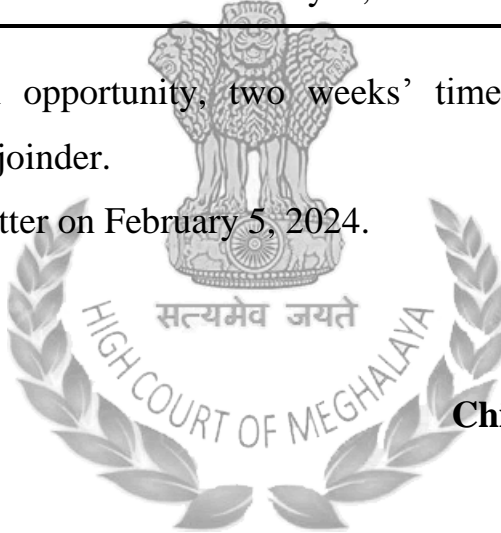 opportunity, two weeks’ time
joinder.
tter on February 5, 2024.
सत्यमेव जयते
HIGH COURT OF MEGHALAYA
Ch